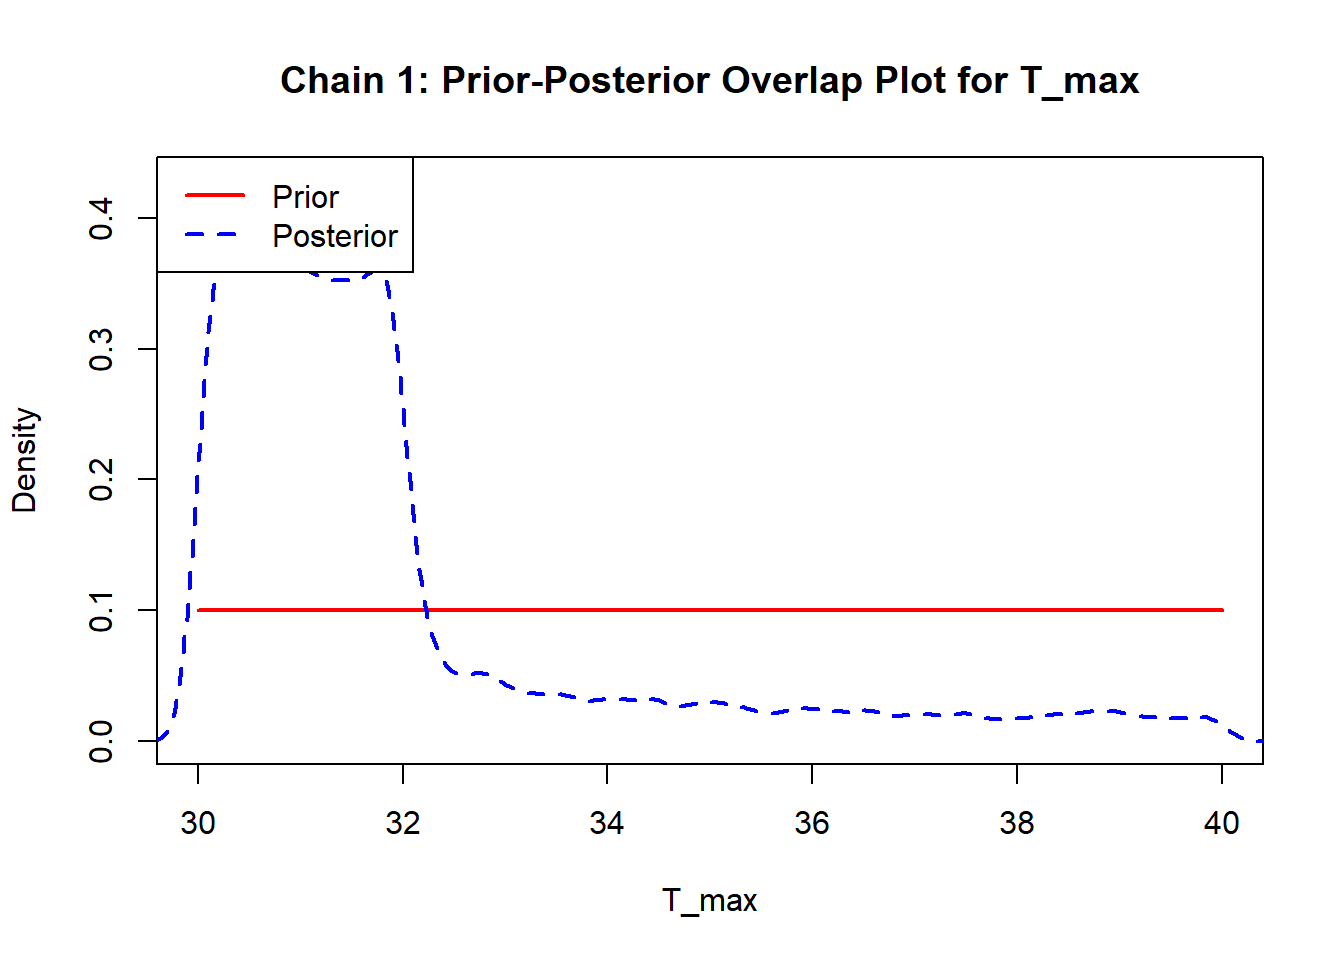 Chain 1: Prior-Posterior Overlap Plot for T_max
Prior
Posterior
Density
0.4
0.3
0.2
0.1
0.0
30 32 34 36 38 40
T_max